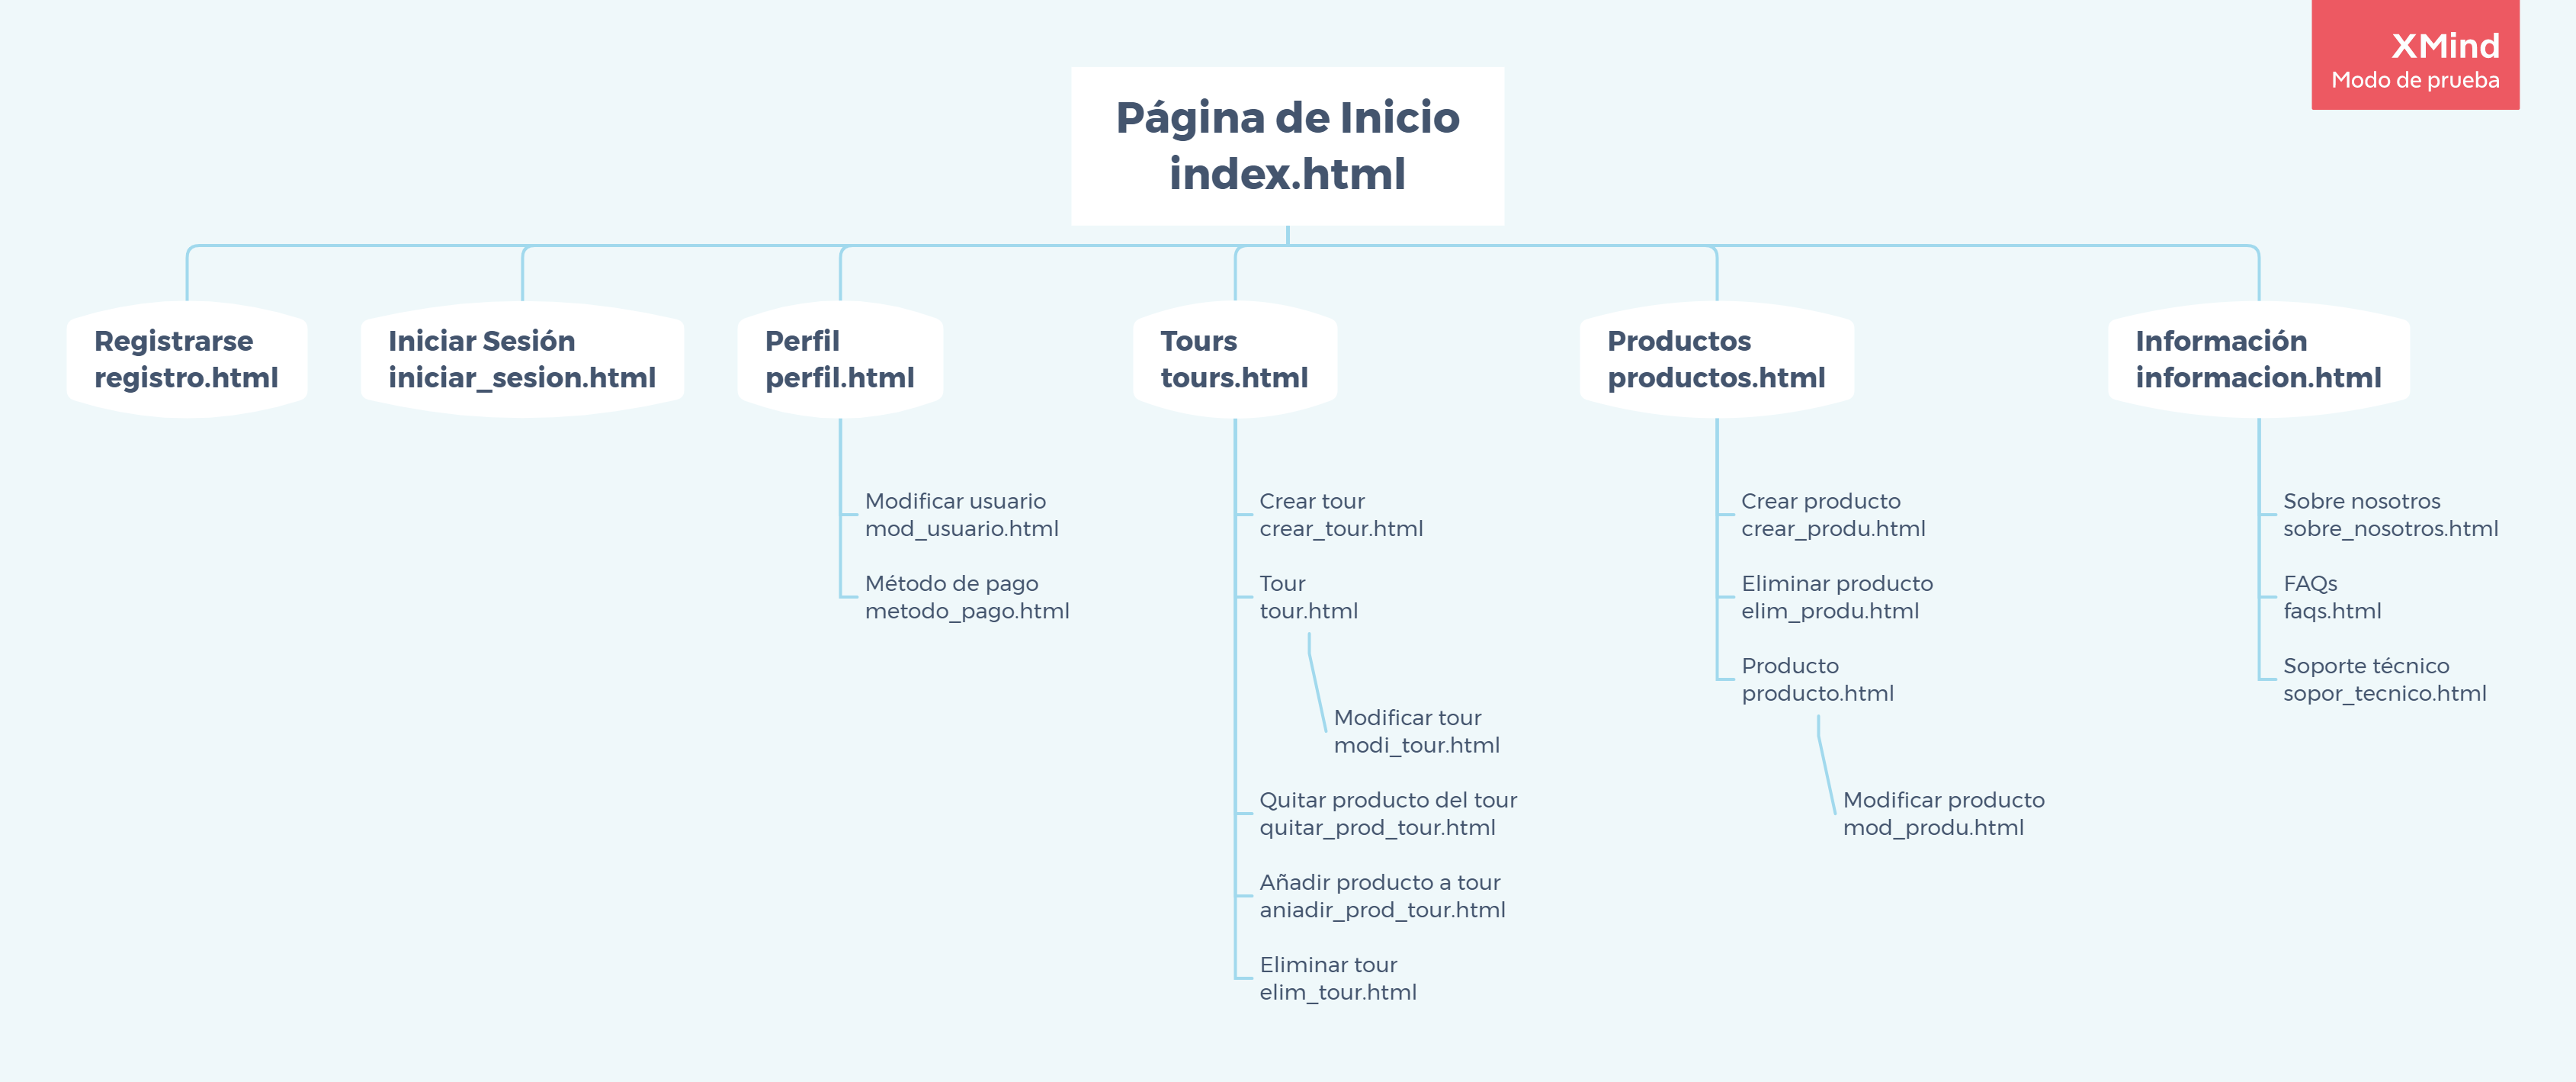 XMind
Modo de prueba
Página de Inicio
index.html
Registrarse
registro.html
Iniciar Sesión
iniciar_sesion.html
Perfil
perfil.html
Modificar usuario
mod_usuario.html
Método de pago
metodo_pago.html
Tours
tours.html
Crear tour
crear_tour.html
Tour
tour.html
Modificar tour
modi_tour.html
Quitar producto del tour
quitar_prod_tour.html
Añadir producto a tour
aniadir_prod_tour.html
Eliminar tour
elim_tour.html
Productos
productos.html
Crear producto
crear_produ.html
Eliminar producto
elim_produ.html
Producto
producto.html
Modificar producto
mod_produ.html
Información
informacion.html
Sobre nosotros
sobre_nosotros.html
FAQs
faqs.html
Soporte técnico
sopor_tecnico.html